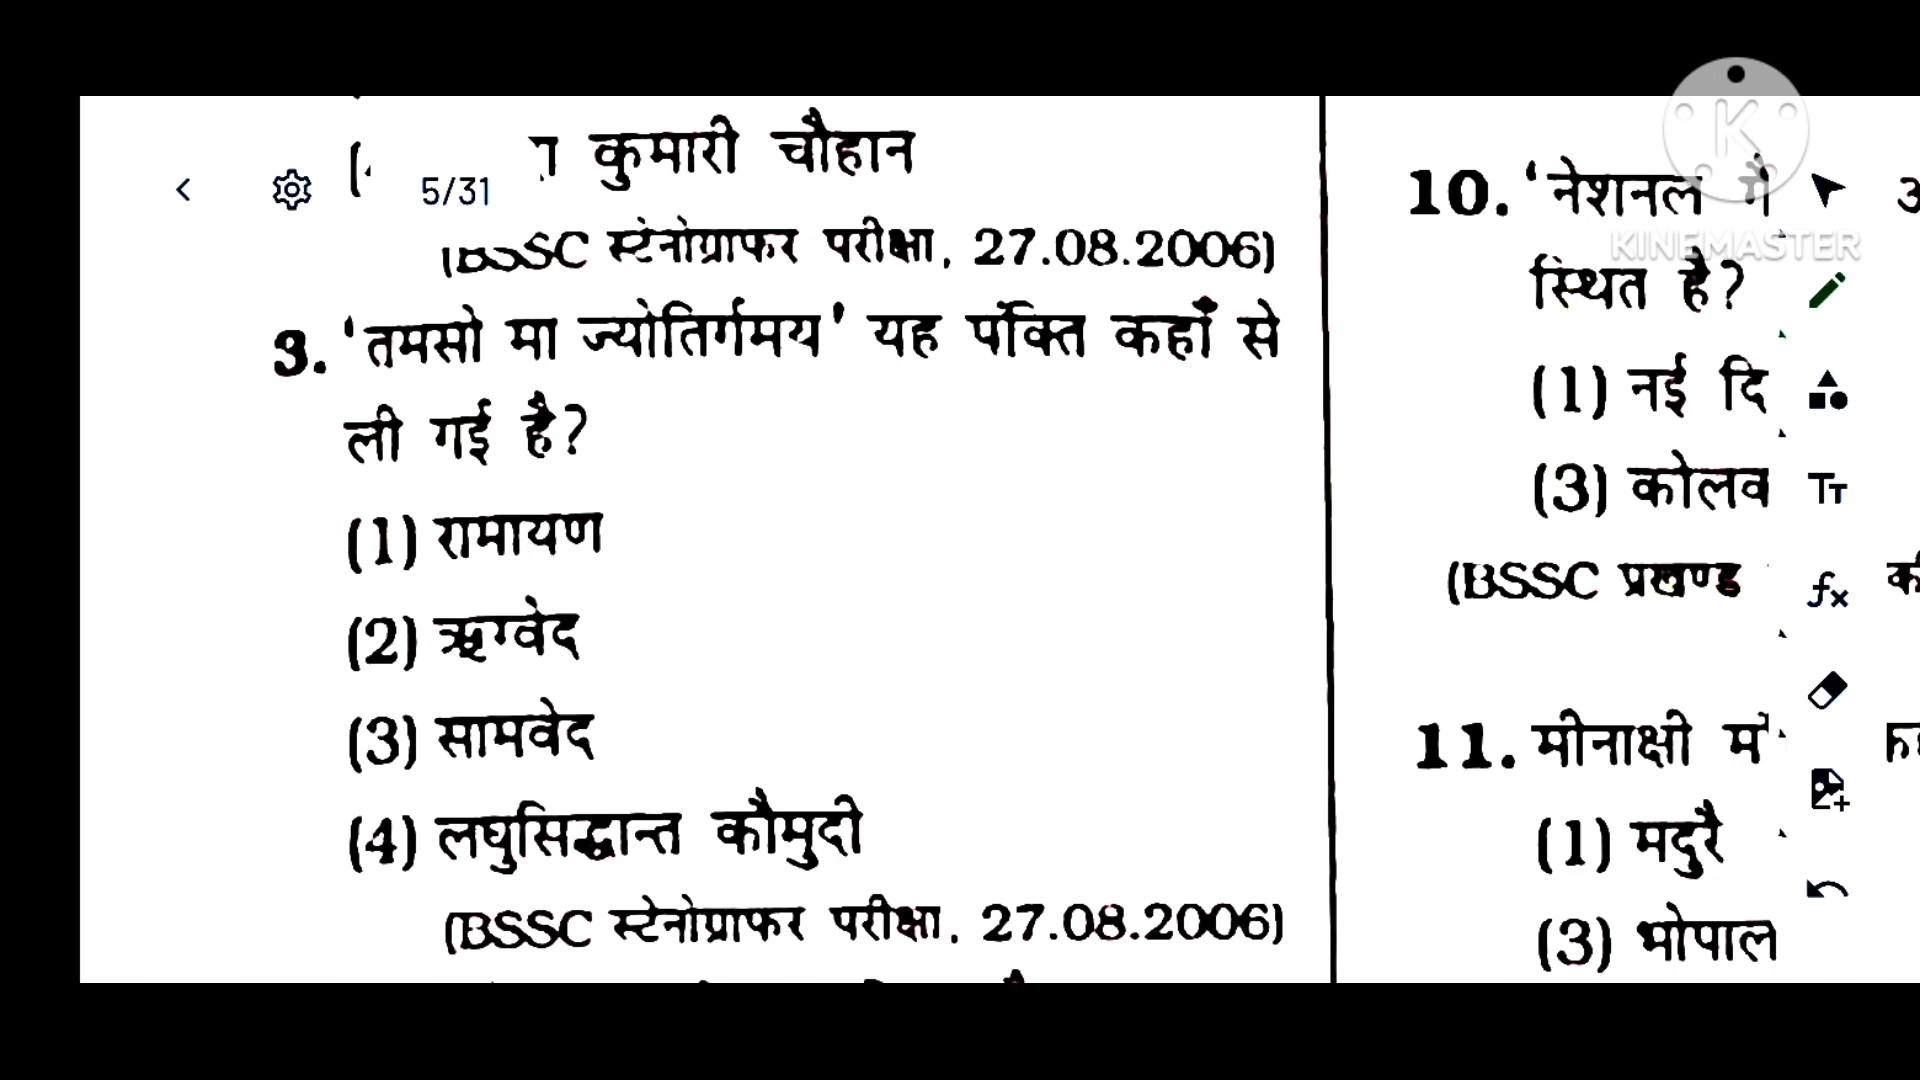 कुमारी चौहान
5/31
स्टेनोग्राफर परीक्षा, 27.08.2006)
3. 'तमसो मा ज्योतिर्गमय' यह पंक्ति कहाँ से
ली गई है?
(1) रामायण
(2) ऋग्वेद
(3) सामवेद
(4) लघुसिद्धान्त कौमुदी
(BSSC स्टेनोग्राफर परीक्षा, 27.08.2006)
10. 'नेशनल
स्थित है?
(1) नई
(3)
(BSSC प्रखण्ड
11. मीनाक्षी
(1) मदुरै
(3) भोपाल
KINEMASTER
Tт
fx